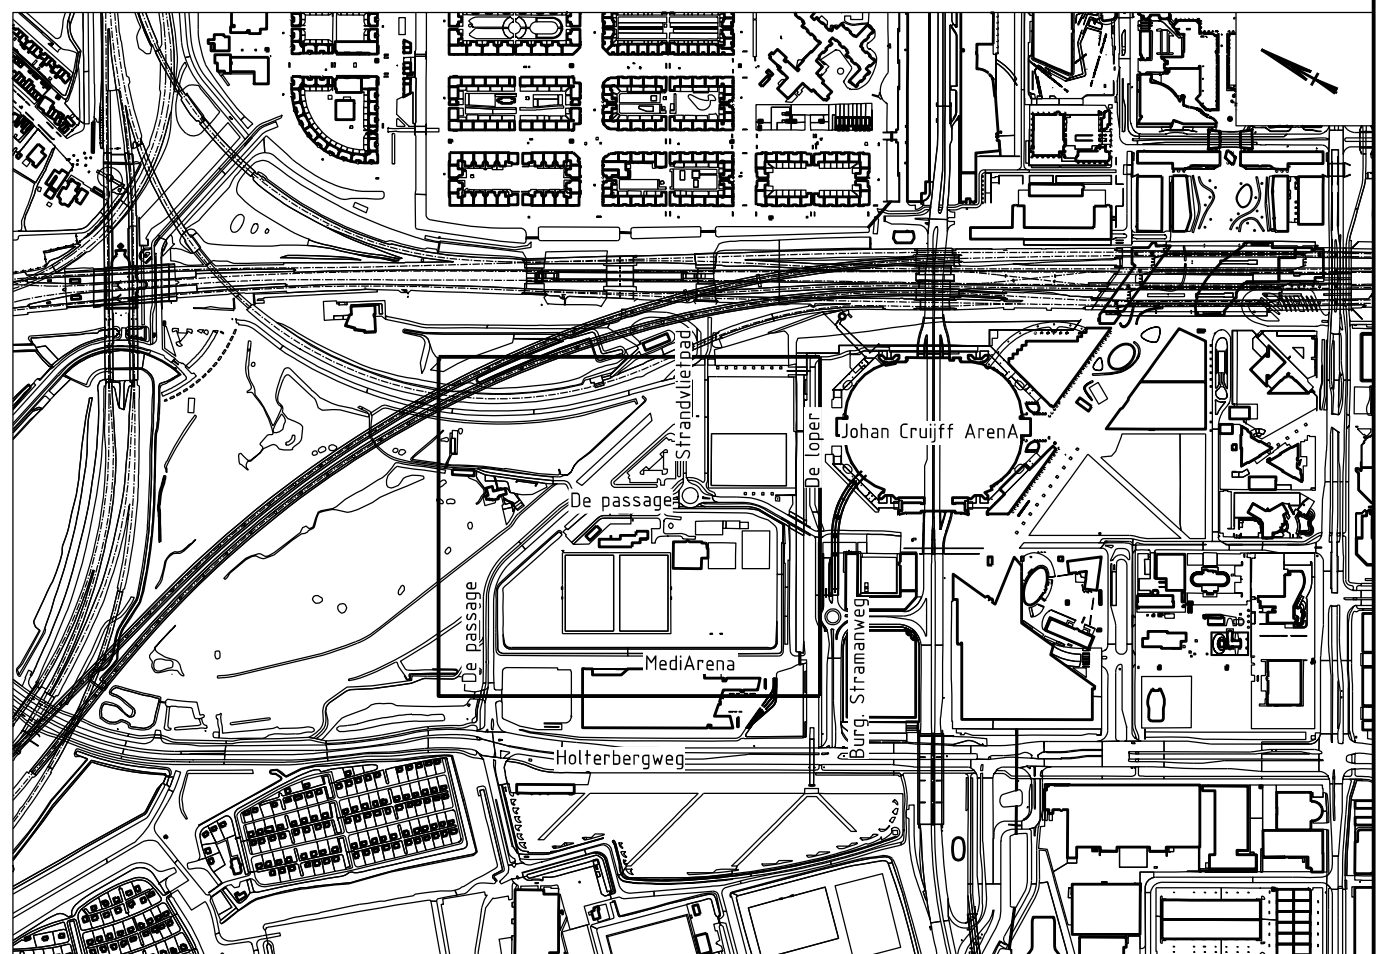 Strandvlietpad
De loper
Johan Cruijff ArenA
De passage
De passage
MediArena
Burg. Stramanweg
Holterbergweg